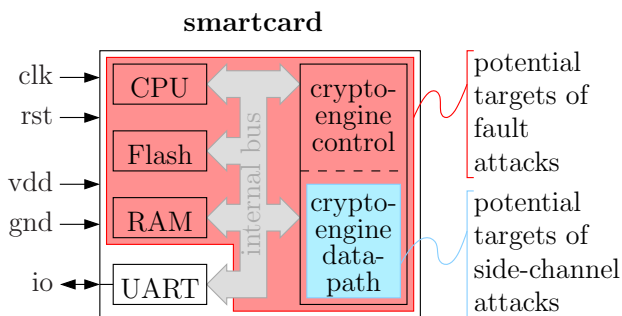 smartcard
clk
rst
vdd
gnd
io
CPU
Flash
RAM
UART
internal bus
crypto-
engine
control
crypto-
engine
data-
path
potential
targets of
fault
attacks
potential
targets of
side-channel
attacks